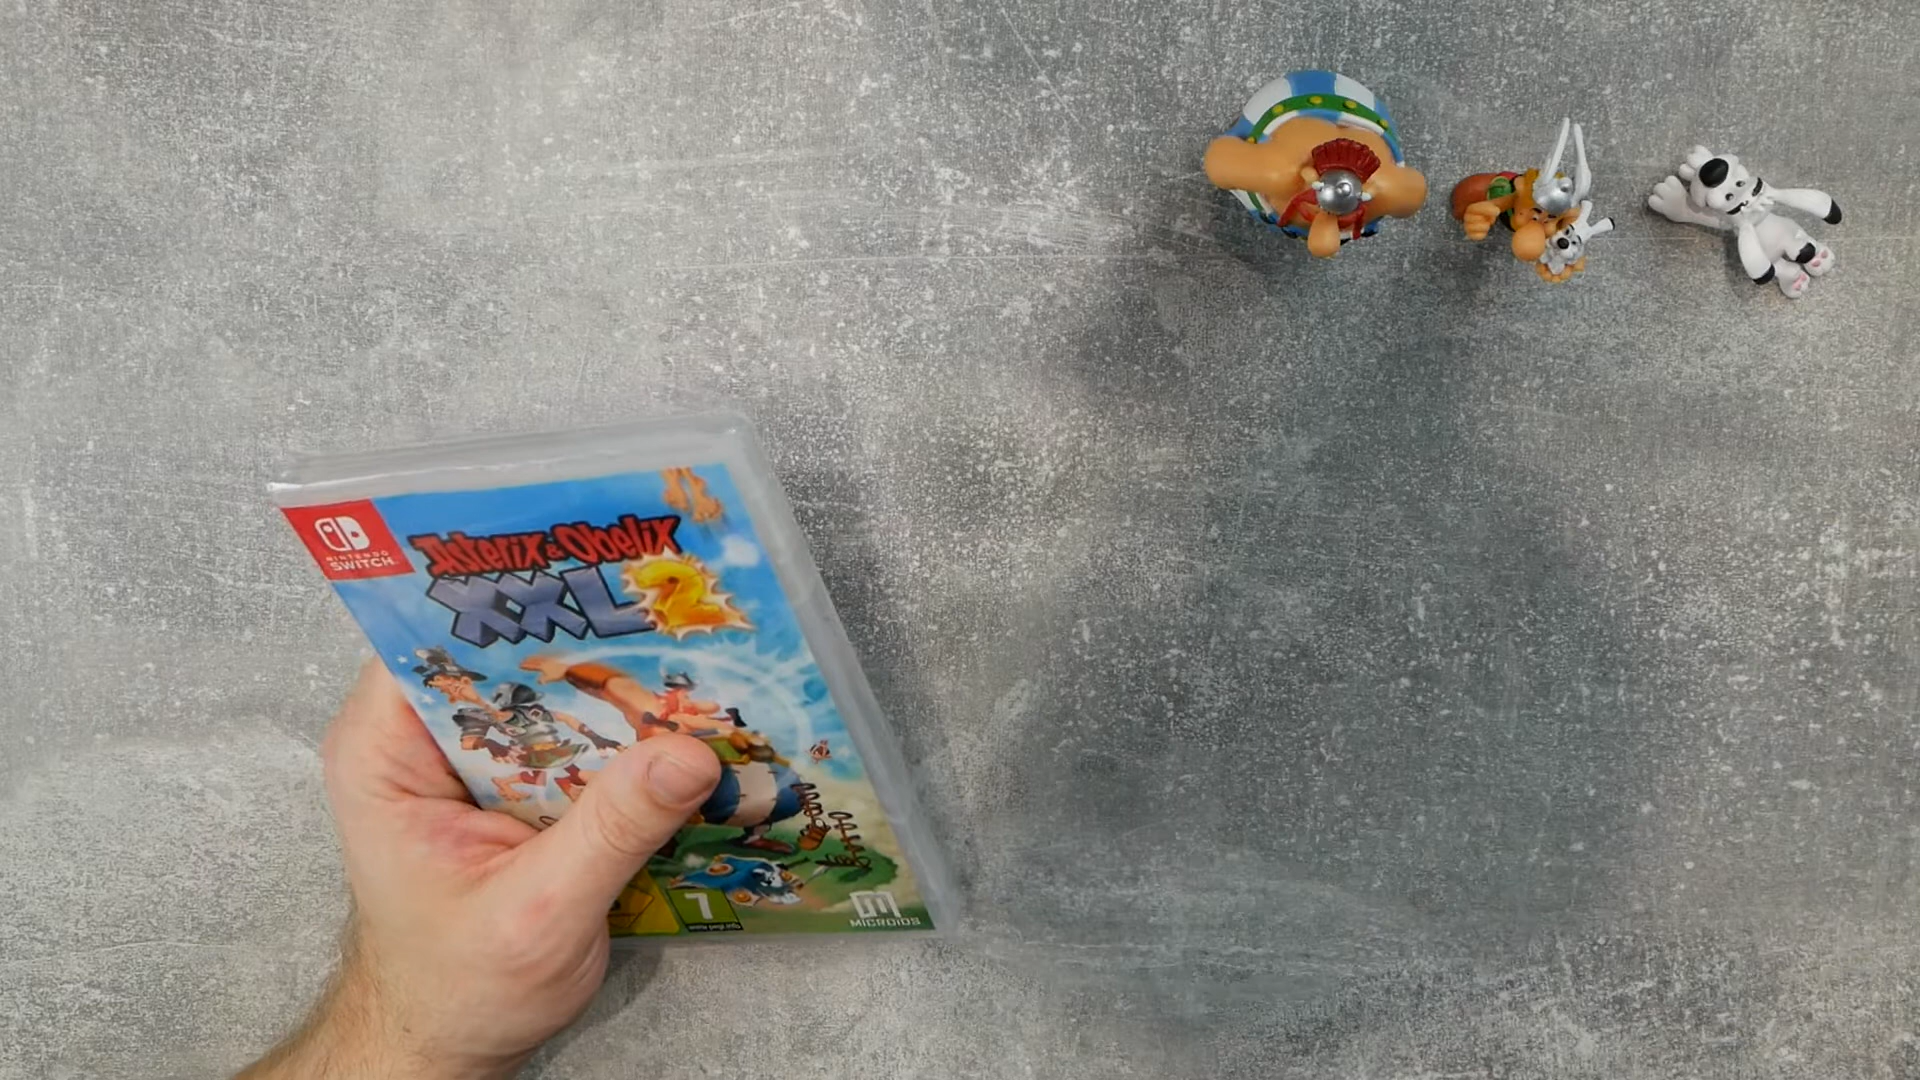 NINTENDO
SWITCH
Asterix & Obelix
XXL 2
7
www.pegi.info
MICROIDS